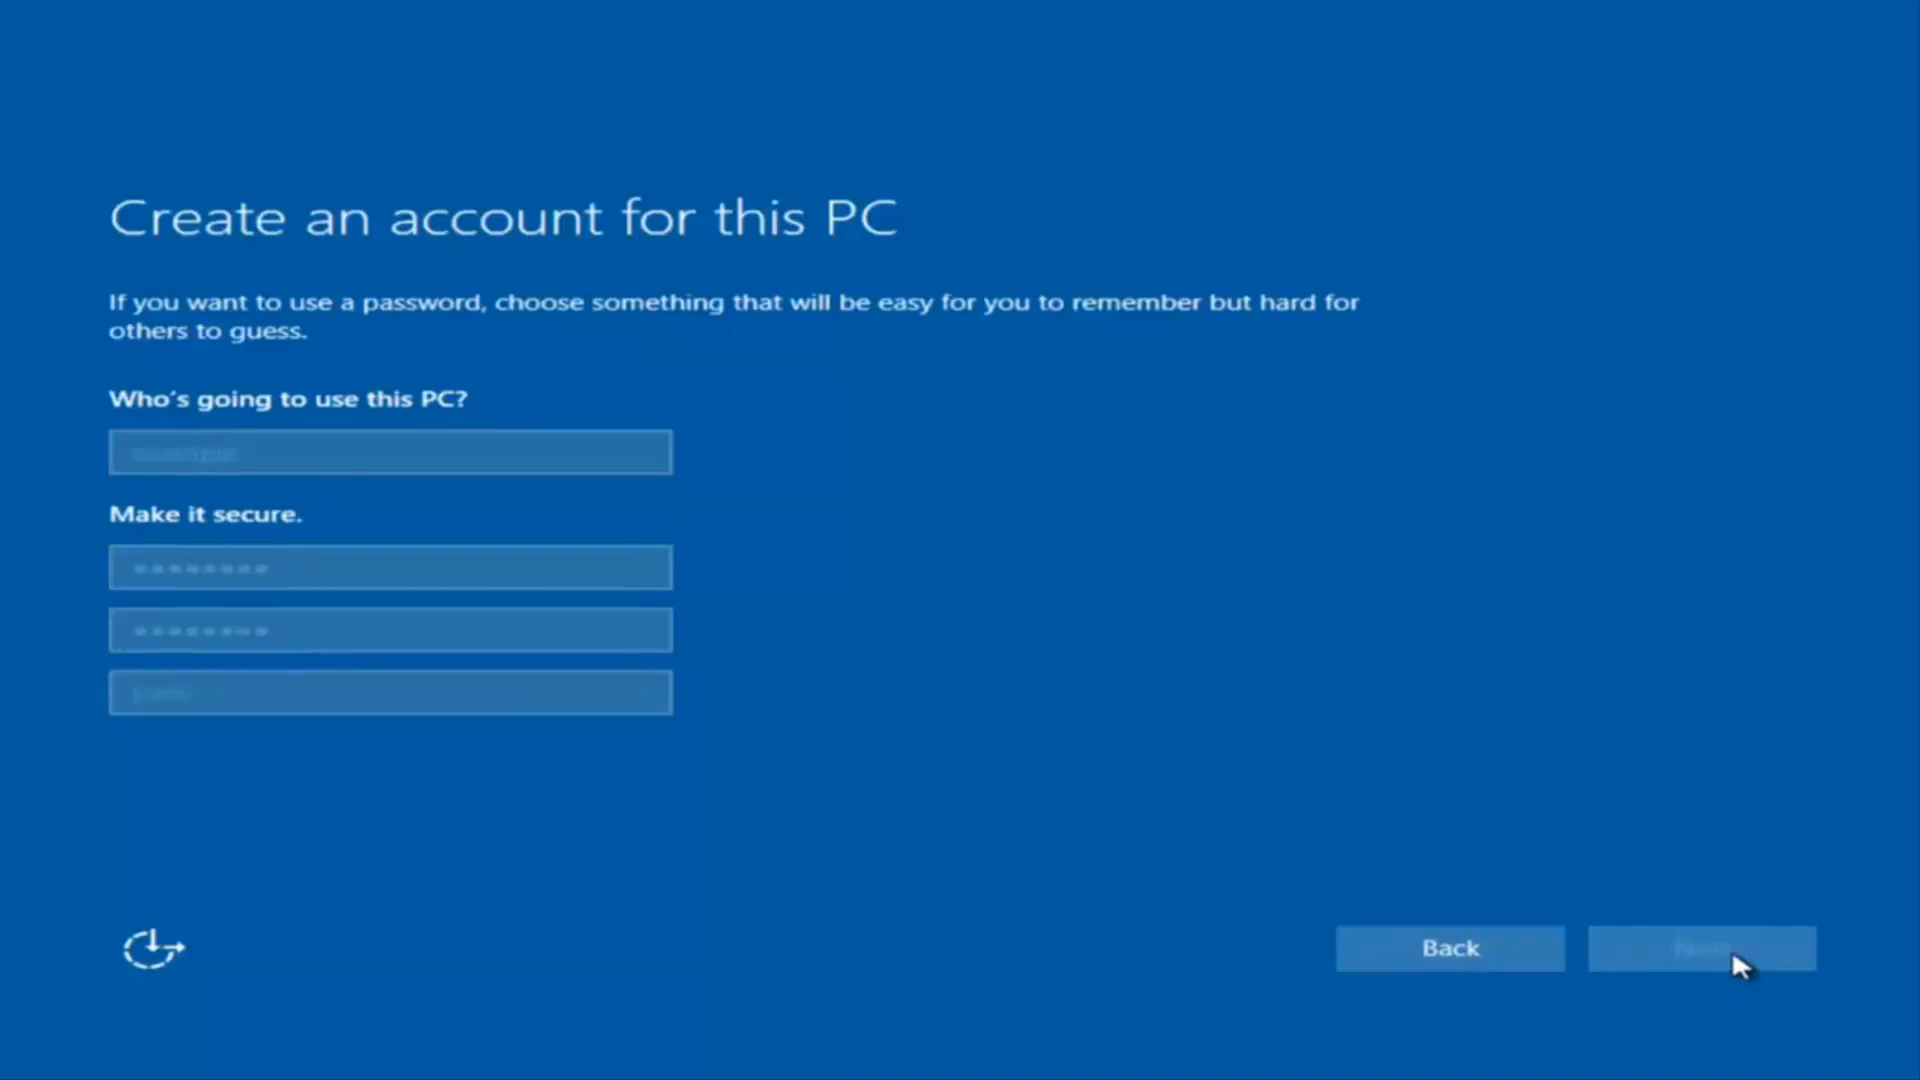 Create an account for this PC
If you want to use a password, choose something that will be easy for you to remember but hard for
others to guess.
Who's going to use this PC?
Make it secure.
●●●●●●●●
●●●●●●●●
Back